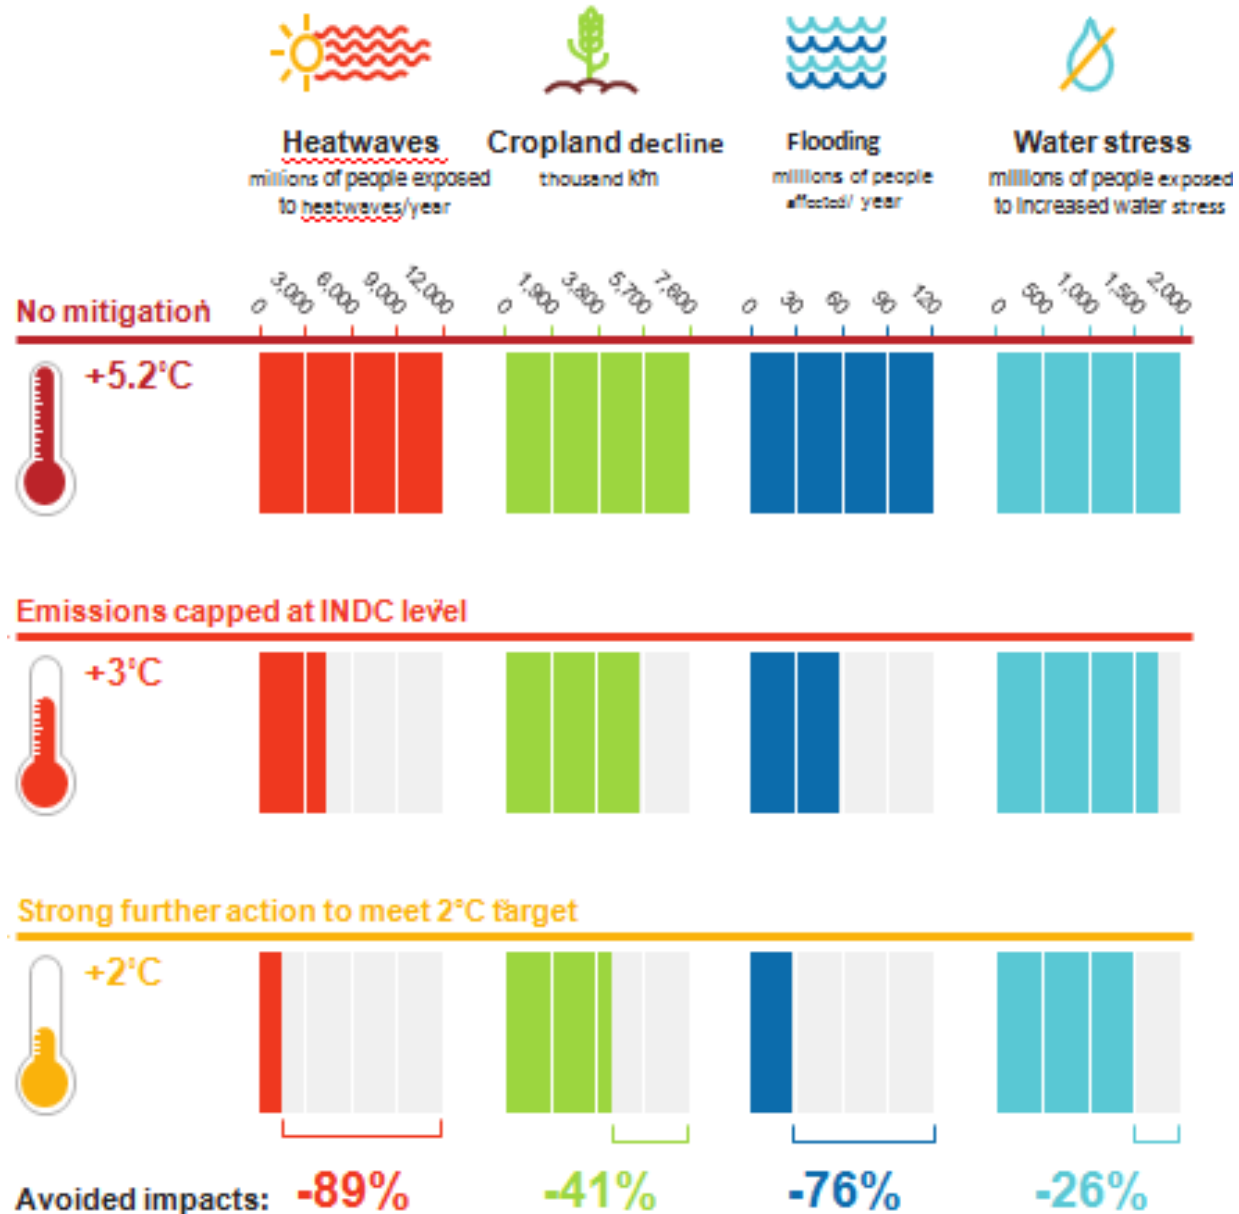 Heatwaves
millions of people exposed
to heatwaves/year
Cropland decline
thousand km
Flooding
millions of people
affected/ year
Water stress
millions of people exposed
to increased water stress
No mitigation
0 3,000 6,000 9,000 12,000
0 1,900 3,800 5,700 7,600
0 30 60 90 120
0 500 1,000 1,500 2,000
+5.2°C
Emissions capped at INDC level
+3°C
Strong further action to meet 2°C target
+2°C
Avoided impacts: -89% -41% -76% -26%